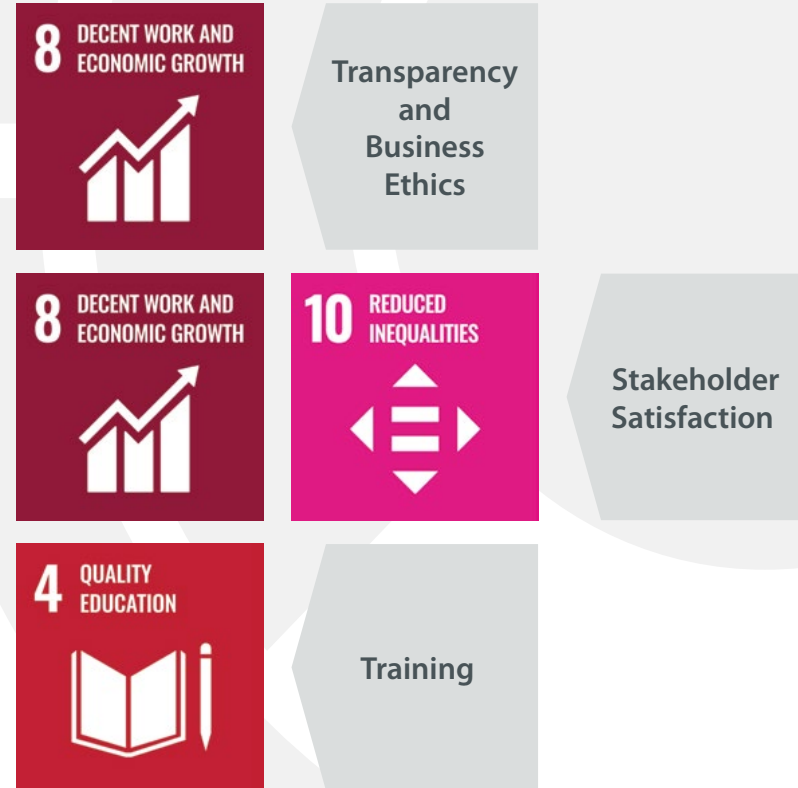 8 DECENT WORK AND
ECONOMIC GROWTH
Transparency
and
Business
Ethics
8 DECENT WORK AND
ECONOMIC GROWTH
10 REDUCED
INEQUALITIES
Stakeholder
Satisfaction
4 QUALITY
EDUCATION
Training